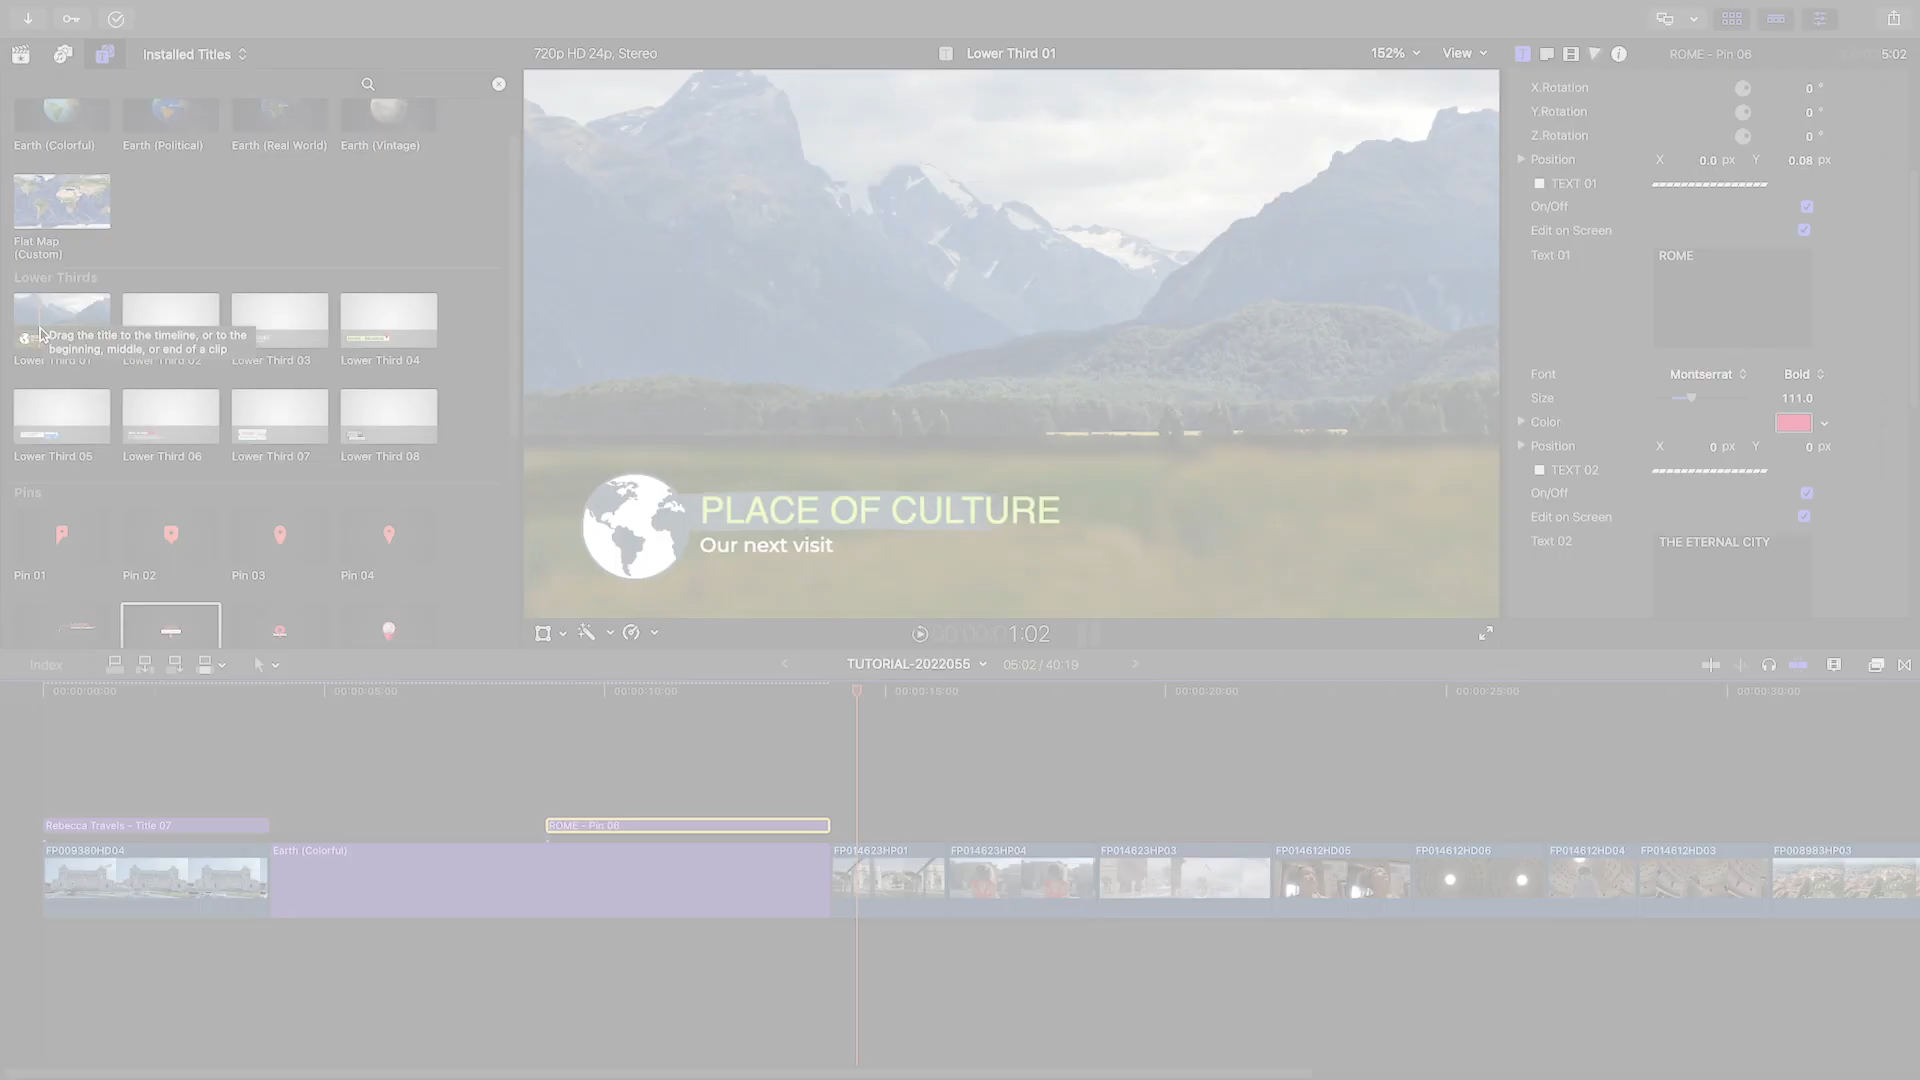 Installed Titles
720p HD 24p, Stereo
Lower Third 01
152%
View
ROME - Pin 06
5:02
Earth (Colorful)
Earth (Political)
Earth (Real World)
Earth (Vintage)
Flat Map
(Custom)
Lower Thirds
Drag the title to the timeline, or to the
beginning, middle, or end of a clip
Lower Third 01
Lower Third 02
Lower Third 03
Lower Third 04
Lower Third 05
Lower Third 06
Lower Third 07
Lower Third 08
Pins
Pin 01
Pin 02
Pin 03
Pin 04
PLACE OF CULTURE
Our next visit
1:02
X.Rotation
0 °
Y.Rotation
0 °
Z.Rotation
0 °
Position
X 0.0 px Y 0.08 px
TEXT 01
On/Off
Edit on Screen
Text 01
ROME
Font
Montserrat
Bold
Size
111.0
Color
Position
X 0 px Y 0 px
TEXT 02
On/Off
Edit on Screen
Text 02
THE ETERNAL CITY
Index
TUTORIAL-2022055
05:02 / 40:19
00:00:00:00
00:00:05:00
00:00:10:00
00:00:15:00
00:00:20:00
00:00:25:00
00:00:30:00
Rebecca Travels - Title 07
ROME - Pin 06
FP009380HD04
Earth (Colorful)
FP014623HP01
FP014623HP04
FP014623HP03
FP014612HD05
FP014612HD06
FP014612HD04
FP014612HD03
FP008983HP03